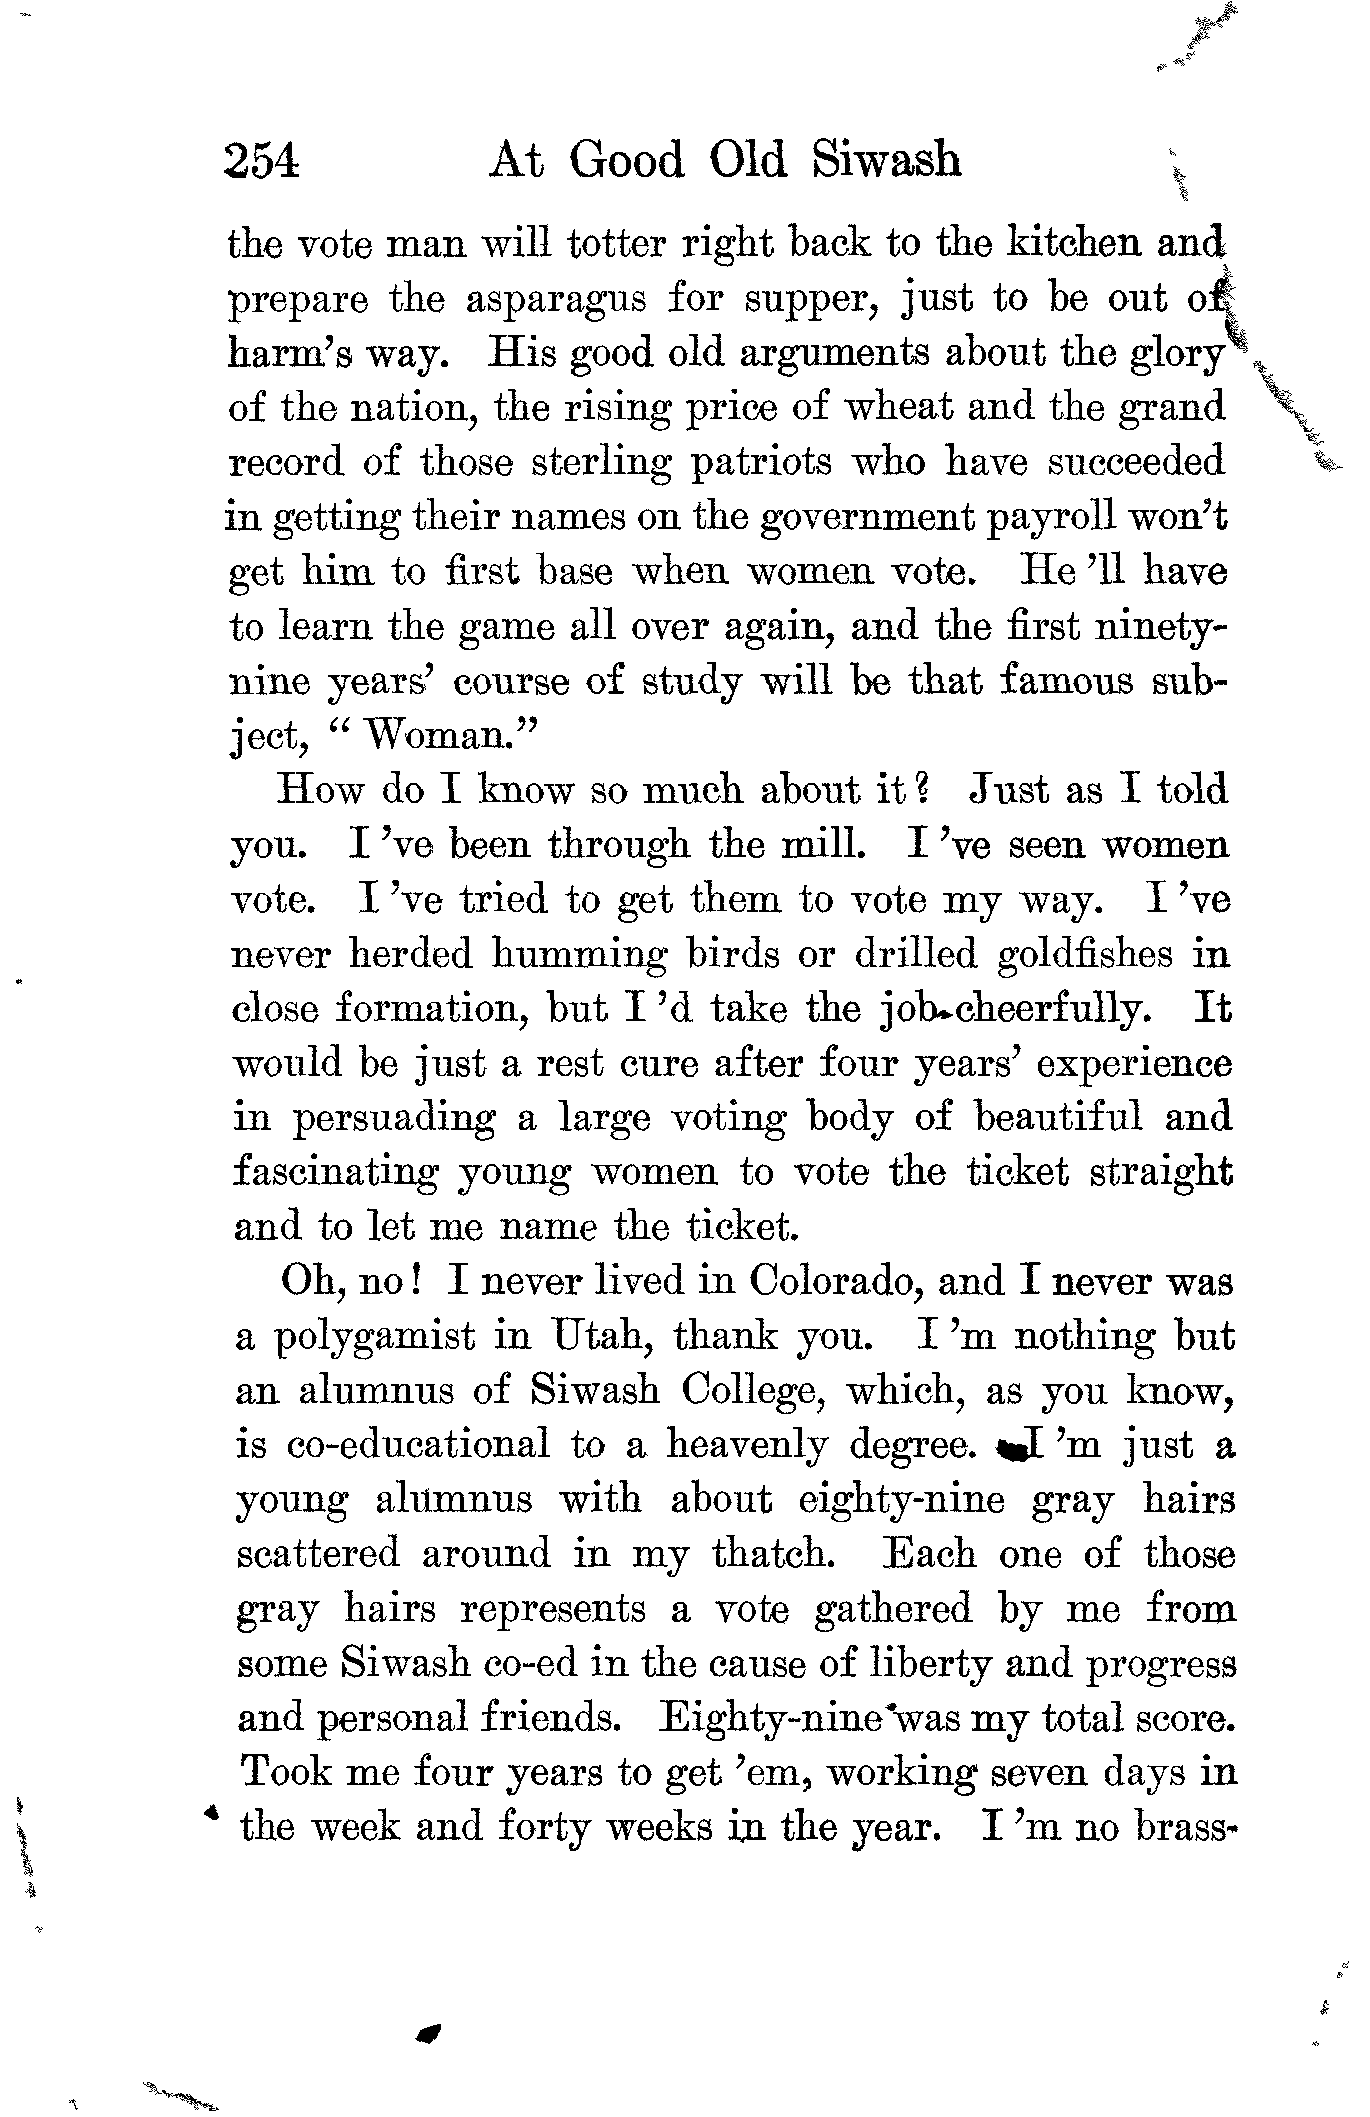 254 At Good Old Siwash
the vote man will totter right back to the kitchen and
prepare the asparagus for supper, just to be out of
harm's way. His good old arguments about the glory
of the nation, the rising price of wheat and the grand
record of those sterling patriots who have succeeded
in getting their names on the government payroll won't
get him to first base when women vote. He 'll have
to learn the game all over again, and the first ninety-
nine years' course of study will be that famous sub-
ject, " Woman."
How do I know so much about it? Just as I told
you. I 've been through the mill. I 've seen women
vote. I 've tried to get them to vote my way. I 've
never herded humming birds or drilled goldfishes in
close formation, but I 'd take the job cheerfully. It
would be just a rest cure after four years' experience
in persuading a large voting body of beautiful and
fascinating young women to vote the ticket straight
and to let me name the ticket.
Oh, no! I never lived in Colorado, and I never was
a polygamist in Utah, thank you. I 'm nothing but
an alumnus of Siwash College, which, as you know,
is co-educational to a heavenly degree. I 'm just a
young alumnus with about eighty-nine gray hairs
scattered around in my thatch. Each one of those
gray hairs represents a vote gathered by me from
some Siwash co-ed in the cause of liberty and progress
and personal friends. Eighty-nine was my total score.
Took me four years to get 'em, working seven days in
the week and forty weeks in the year. I 'm no brass-